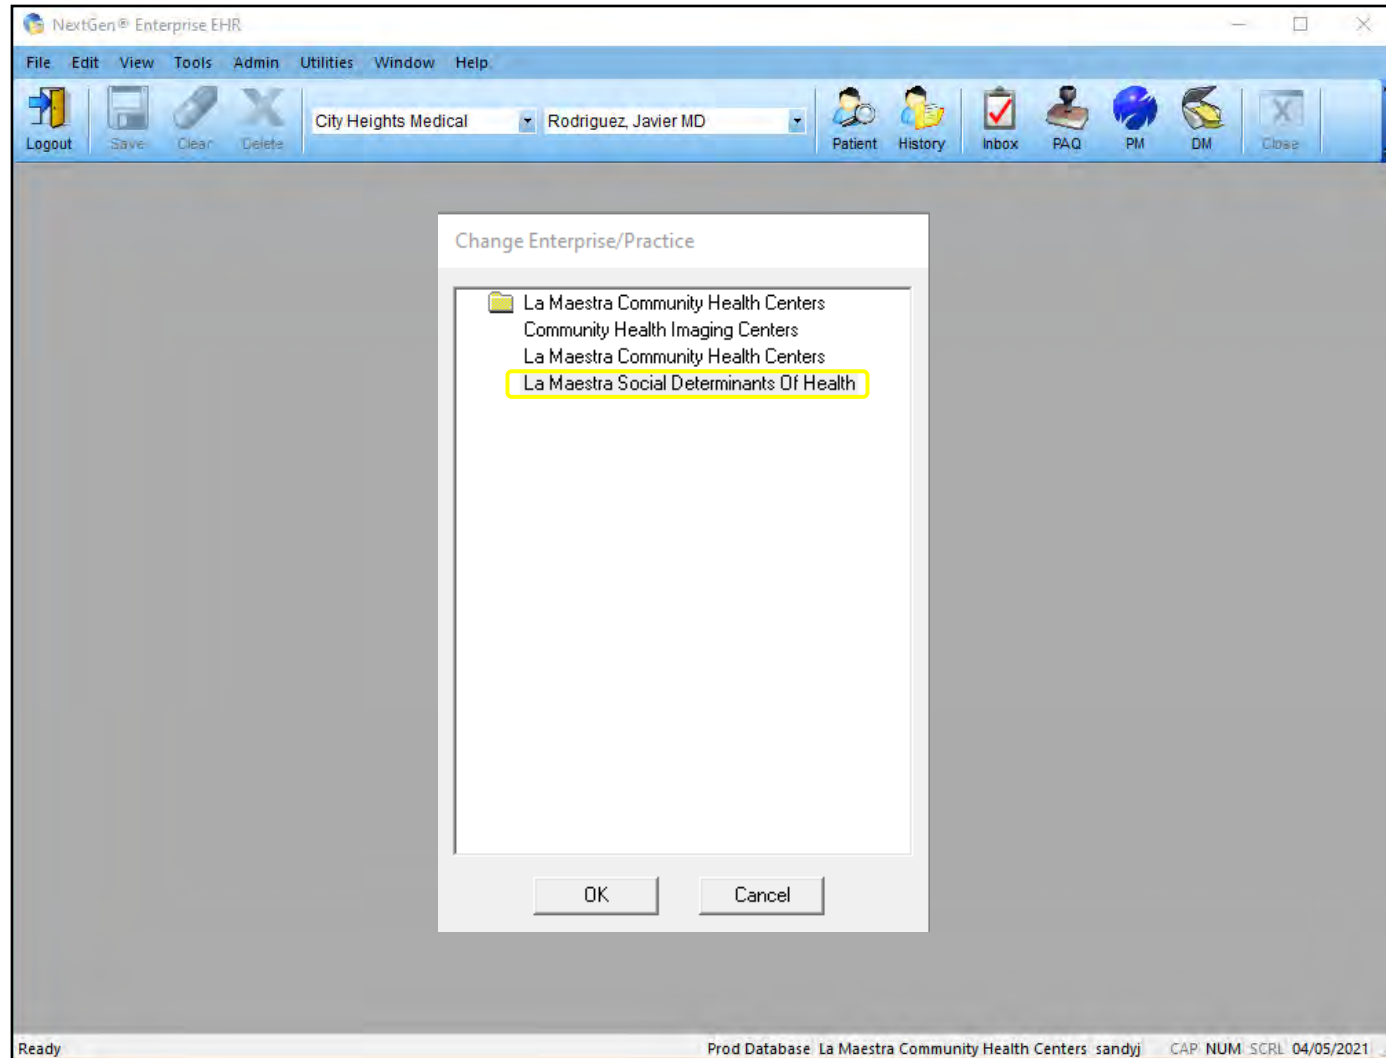 NextGen® Enterprise EHR
File Edit View Tools Admin Utilities Window Help
City Heights Medical Rodriguez, Javier MD
Logout Save Clear Delete Patient History Inbox PAQ PM DM Close
Change Enterprise/Practice
La Maestra Community Health Centers
Community Health Imaging Centers
La Maestra Community Health Centers
La Maestra Social Determinants Of Health
OK Cancel
Ready Prod Database La Maestra Community Health Centers sandyj CAP NUM SCRL 04/05/2021